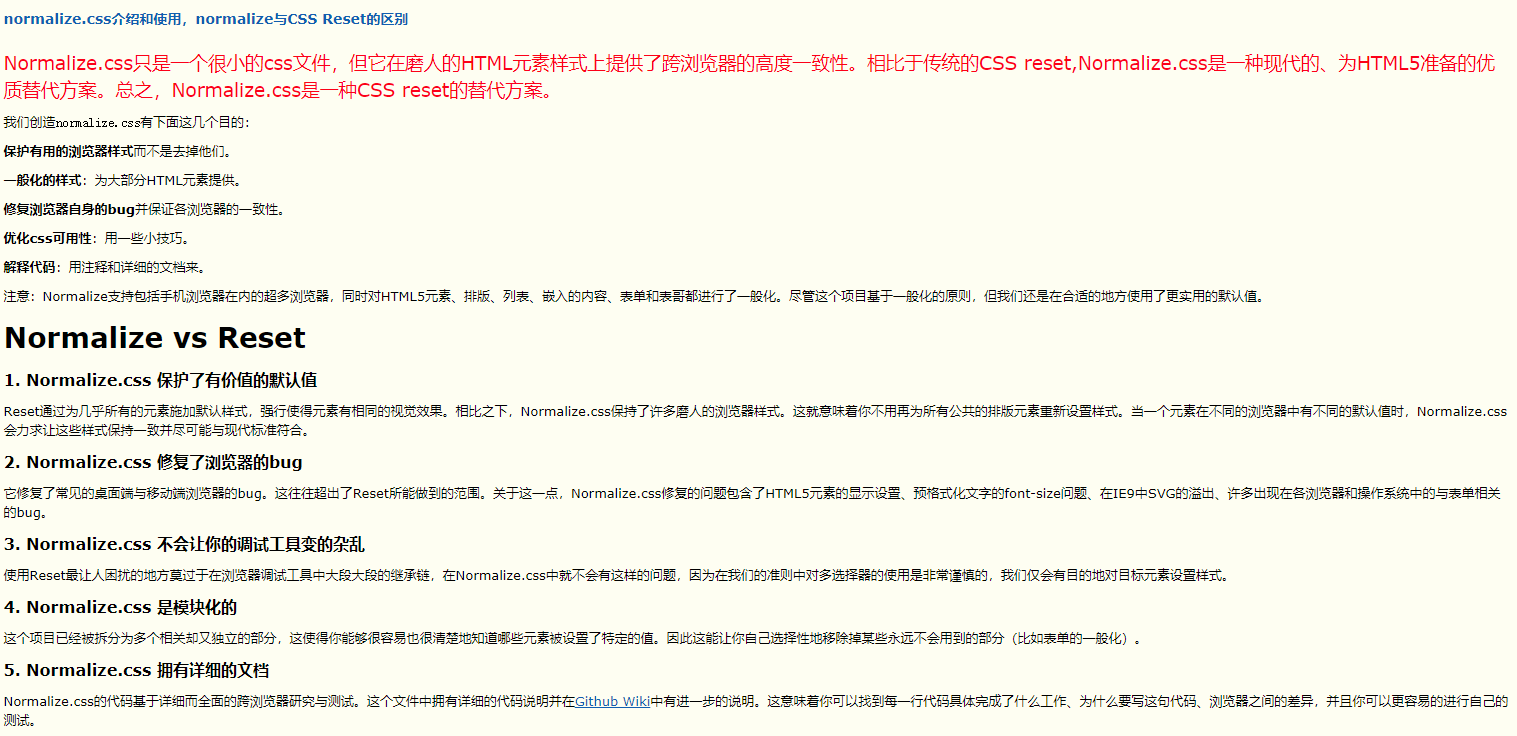 normalize.css介绍和使用，normalize与CSS Reset的区别
Normalize.css只是一个很小的css文件，但它在磨人的HTML元素样式上提供了跨浏览器的高度一致性。相比于传统的CSS reset,Normalize.css是一种现代的、为HTML5准备的优
质替代方案。总之，Normalize.css是一种CSS reset的替代方案。
我们创造normalize.css有下面这几个目的：
保护有用的浏览器样式而不是去掉他们。
一般化的样式：为大部分HTML元素提供。
修复浏览器自身的bug并保证各浏览器的一致性。
优化css可用性：用一些小技巧。
解释代码：用注释和详细的文档来。
注意：Normalize支持包括手机浏览器在内的超多浏览器，同时对HTML5元素、排版、列表、嵌入的内容、表单和表哥都进行了一般化。尽管这个项目基于一般化的原则，但我们还是在合适的地方使用了更实用的默认值。
Normalize vs Reset
1. Normalize.css 保护了有价值的默认值
Reset通过为几乎所有的元素施加默认样式，强行使得元素有相同的视觉效果。相比之下，Normalize.css保持了许多磨人的浏览器样式。这就意味着你不用再为所有公共的排版元素重新设置样式。当一个元素在不同的浏览器中有不同的默认值时，Normalize.css
会力求让这些样式保持一致并尽可能与现代标准符合。
2. Normalize.css 修复了浏览器的bug
它修复了常见的桌面端与移动端浏览器的bug。这往往超出了Reset所能做到的范围。关于这一点，Normalize.css修复的问题包含了HTML5元素的显示设置、预格式化文字的font-size问题、在IE9中SVG的溢出、许多出现在各浏览器和操作系统中的与表单相关
的bug。
3. Normalize.css 不会让你的调试工具变的杂乱
使用Reset最让人困扰的地方莫过于在浏览器调试工具中大段大段的继承链，在Normalize.css中就不会有这样的问题，因为在我们的准则中对多选择器的使用是非常谨慎的，我们仅会有目的地对目标元素设置样式。
4. Normalize.css 是模块化的
这个项目已经被拆分为多个相关却又独立的部分，这使得你能够很容易也很清楚地知道哪些元素被设置了特定的值。因此这能让你自己选择性地移除掉某些永远不会用到的部分（比如表单的一般化）。
5. Normalize.css 拥有详细的文档
Normalize.css的代码基于详细而全面的跨浏览器研究与测试。这个文件中拥有详细的代码说明并在Github Wiki中有进一步的说明。这意味着你可以找到每一行代码具体完成了什么工作、为什么要写这句代码、浏览器之间的差异，并且你可以更容易的进行自己的
测试。